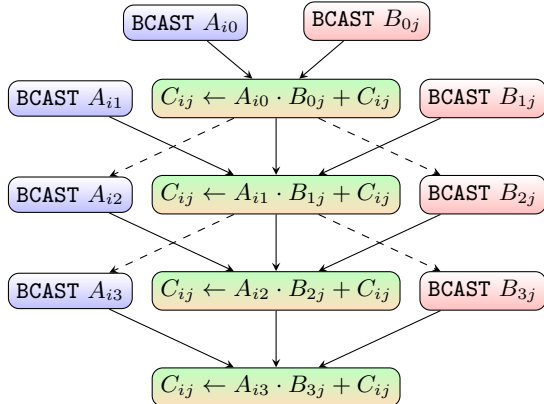 BCAST A_{i0}
BCAST B_{0j}
C_{ij} ← A_{i0} · B_{0j} + C_{ij}
BCAST A_{i1}
BCAST B_{1j}
C_{ij} ← A_{i1} · B_{1j} + C_{ij}
BCAST A_{i2}
BCAST B_{2j}
C_{ij} ← A_{i2} · B_{2j} + C_{ij}
BCAST A_{i3}
BCAST B_{3j}
C_{ij} ← A_{i3} · B_{3j} + C_{ij}